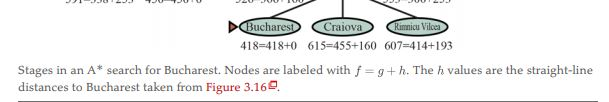 Bucharest Craiova Rimnicu Vilcea
418=418+0 615=455+160 607=414+193
Stages in an A* search for Bucharest. Nodes are labeled with f = g + h. The h values are the straight-line
distances to Bucharest taken from Figure 3.16.